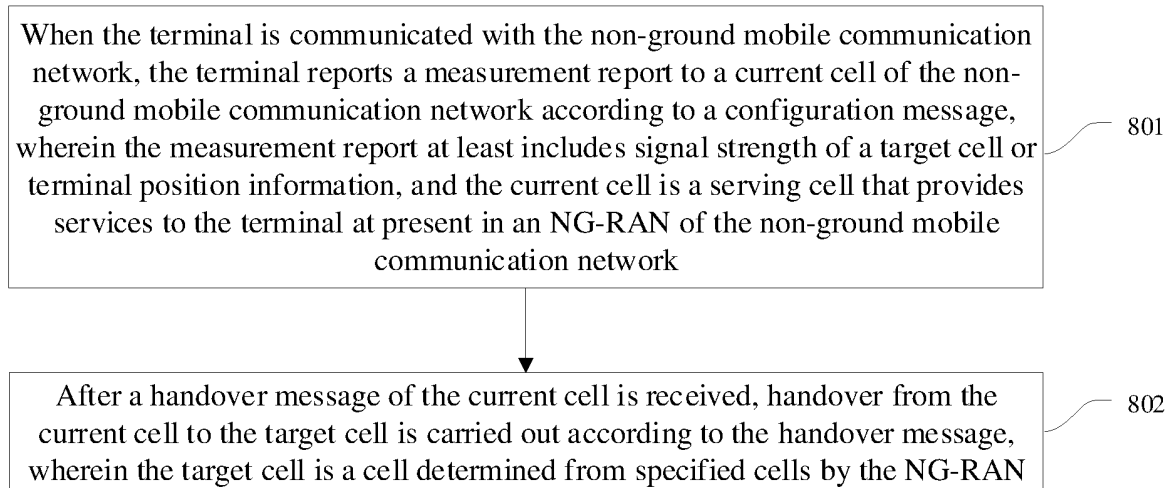 When the terminal is communicated with the non-ground mobile communication
network, the terminal reports a measurement report to a current cell of the non-
ground mobile communication network according to a configuration message,
wherein the measurement report at least includes signal strength of a target cell or
terminal position information, and the current cell is a serving cell that provides
services to the terminal at present in an NG-RAN of the non-ground mobile
communication network
801
After a handover message of the current cell is received, handover from the
current cell to the target cell is carried out according to the handover message,
wherein the target cell is a cell determined from specified cells by the NG-RAN
802